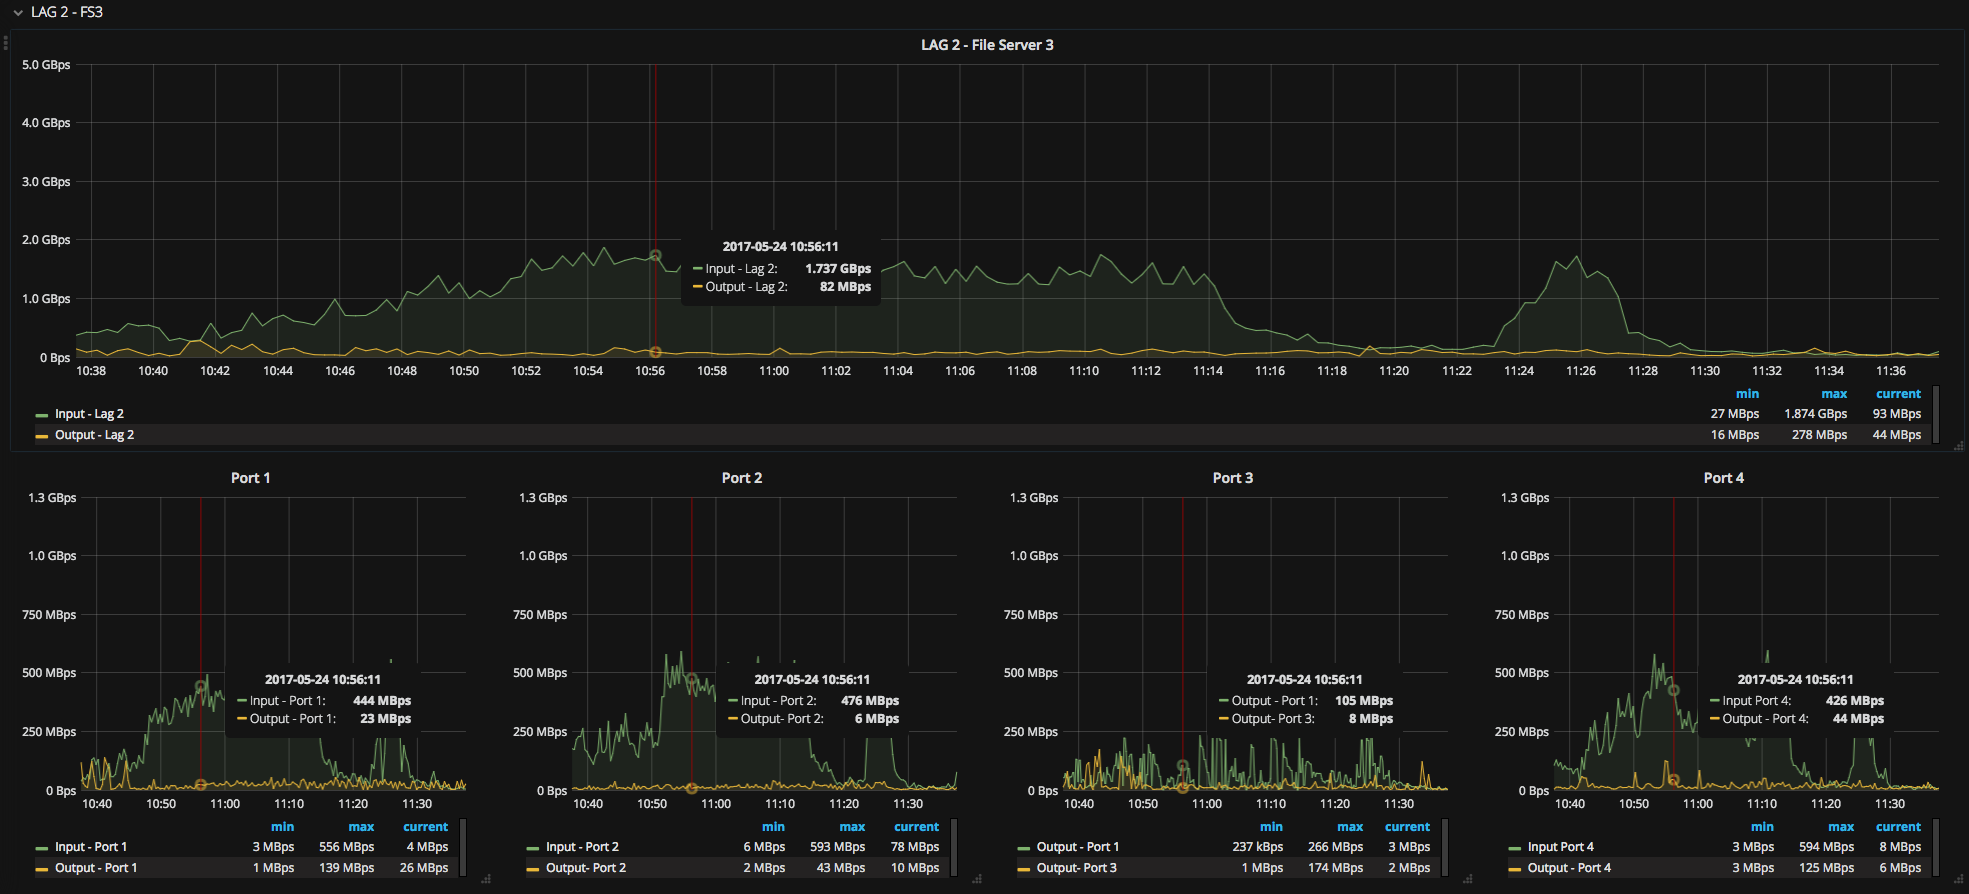 LAG 2 - FS3
LAG 2 - File Server 3
5.0 GBps
4.0 GBps
3.0 GBps
2.0 GBps
1.0 GBps
0 Bps
2017-05-24 10:56:11
Input - Lag 2: 1.737 GBps
Output - Lag 2: 82 MBps
10:38 10:40 10:42 10:44 10:46 10:48 10:50 10:52 10:54 10:56 10:58 11:00 11:02 11:04 11:06 11:08 11:10 11:12 11:14 11:16 11:18 11:20 11:22 11:24 11:26 11:28 11:30 11:32 11:34 11:36
min max current
Input - Lag 2 27 MBps 1.874 GBps 93 MBps
Output - Lag 2 16 MBps 278 MBps 44 MBps
Port 1
1.3 GBps
1.0 GBps
750 MBps
500 MBps
250 MBps
0 Bps
2017-05-24 10:56:11
Input - Port 1: 444 MBps
Output - Port 1: 23 MBps
10:40 10:50 11:00 11:10 11:20 11:30
min max current
Input - Port 1 3 MBps 556 MBps 4 MBps
Output - Port 1 1 MBps 139 MBps 26 MBps
Port 2
1.3 GBps
1.0 GBps
750 MBps
500 MBps
250 MBps
0 Bps
2017-05-24 10:56:11
Input - Port 2: 476 MBps
Output- Port 2: 6 MBps
10:40 10:50 11:00 11:10 11:20 11:30
min max current
Input - Port 2 6 MBps 593 MBps 78 MBps
Output- Port 2 2 MBps 43 MBps 10 MBps
Port 3
1.3 GBps
1.0 GBps
750 MBps
500 MBps
250 MBps
0 Bps
2017-05-24 10:56:11
Output - Port 1: 105 MBps
Output- Port 3: 8 MBps
10:40 10:50 11:00 11:10 11:20 11:30
min max current
Output - Port 1 237 kBps 266 MBps 3 MBps
Output- Port 3 1 MBps 174 MBps 2 MBps
Port 4
1.3 GBps
1.0 GBps
750 MBps
500 MBps
250 MBps
0 Bps
2017-05-24 10:56:11
Input Port 4: 426 MBps
Output - Port 4: 44 MBps
10:40 10:50 11:00 11:10 11:20 11:30
min max current
Input Port 4 3 MBps 594 MBps 8 MBps
Output - Port 4 3 MBps 125 MBps 6 MBps